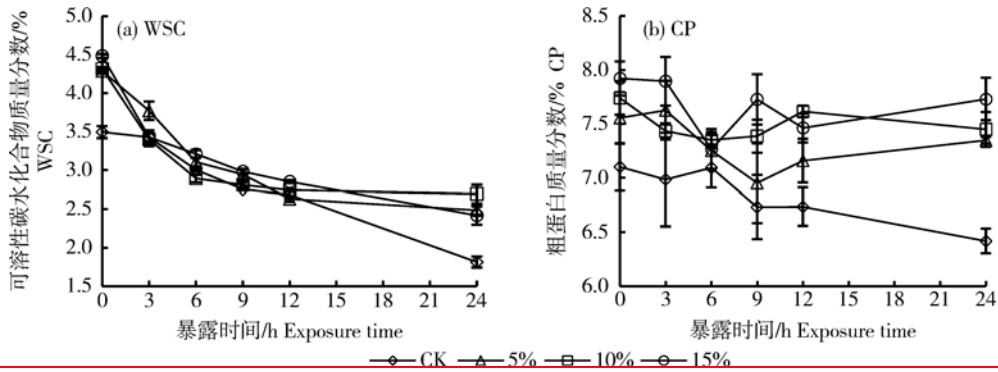 可溶性碳水化合物质量分数/%
WSC
5.0
4.5
4.0
3.5
3.0
2.5
2.0
1.5
(a) WSC
0 3 6 9 12 15 18 21 24
暴露时间/h Exposure time
粗蛋白质量分数/% CP
8.5
8.0
7.5
7.0
6.5
6.0
(b) CP
0 3 6 9 12 15 18 21 24
暴露时间/h Exposure time
CK 5% 10% 15%